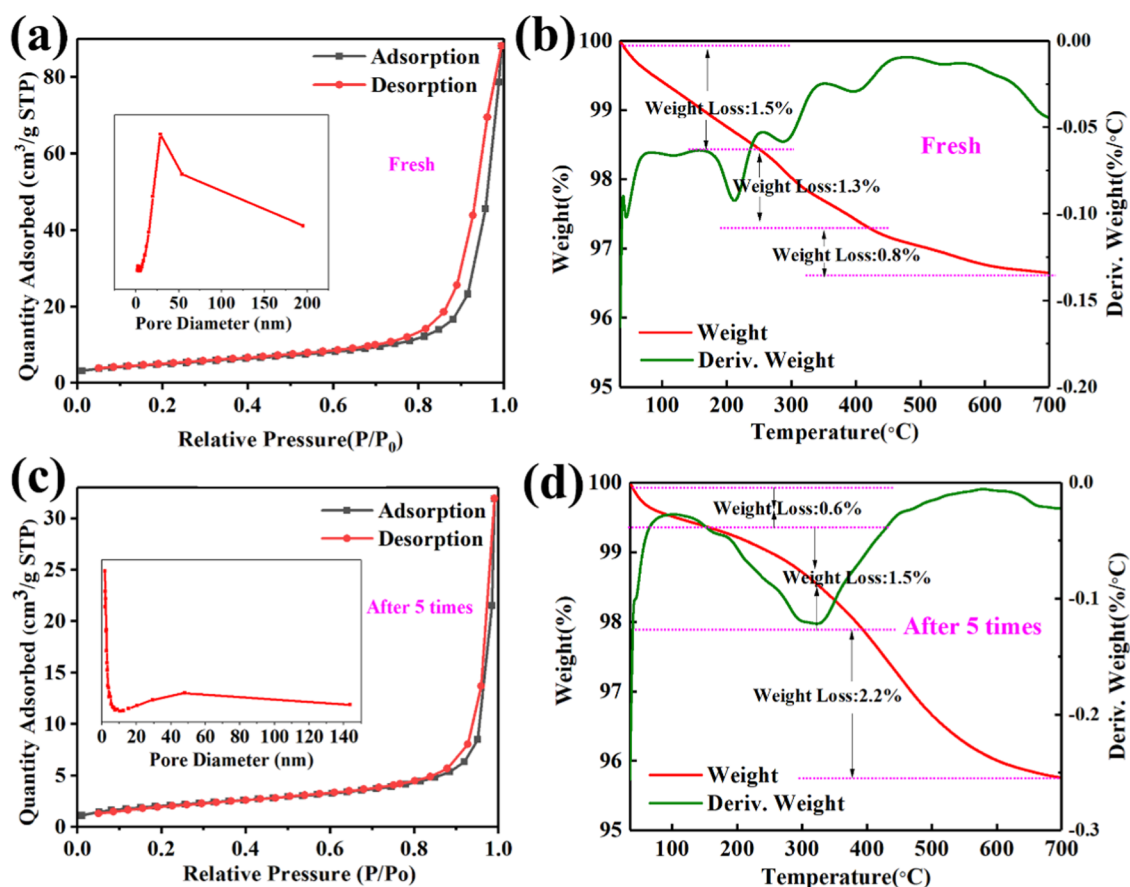 (a)
Quantity Adsorbed (cm³/g STP)
80
60
40
20
0
Adsorption
Desorption
Fresh
0 50 100 150 200
Pore Diameter (nm)
0.0 0.2 0.4 0.6 0.8 1.0
Relative Pressure(P/P₀)
(b)
Weight(%)
100
99
98
97
96
95
Weight Loss:1.5%
Weight Loss:1.3%
Weight Loss:0.8%
Fresh
Weight
Deriv. Weight
0.00
-0.05
-0.10
-0.15
-0.20
Deriv. Weight(%/°C)
100 200 300 400 500 600 700
Temperature(°C)
(c)
Quantity Adsorbed (cm³/g STP)
30
25
20
15
10
5
0
Adsorption
Desorption
After 5 times
0 20 40 60 80 100 120 140
Pore Diameter (nm)
0.0 0.2 0.4 0.6 0.8 1.0
Relative Pressure (P/Po)
(d)
Weight(%)
100
99
98
97
96
95
Weight Loss:0.6%
Weight Loss:1.5%
After 5 times
Weight Loss:2.2%
Weight
Deriv. Weight
-0.0
-0.1
-0.2
-0.3
Deriv. Weight(%/°C)
100 200 300 400 500 600 700
Temperature(°C)